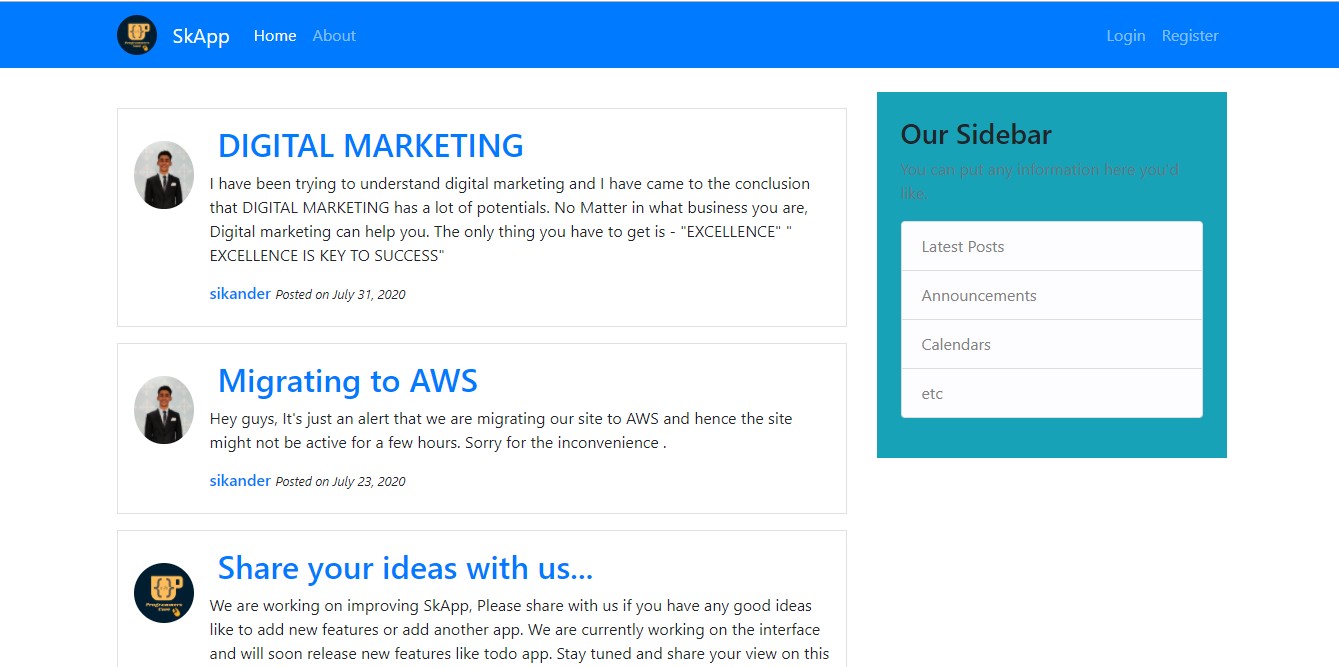 SkApp Home About Login Register
DIGITAL MARKETING
I have been trying to understand digital marketing and I have came to the conclusion
that DIGITAL MARKETING has a lot of potentials. No Matter in what business you are,
Digital marketing can help you. The only thing you have to get is - "EXCELLENCE" "
EXCELLENCE IS KEY TO SUCCESS"
sikander Posted on July 31, 2020
Migrating to AWS
Hey guys, It's just an alert that we are migrating our site to AWS and hence the site
might not be active for a few hours. Sorry for the inconvenience .
sikander Posted on July 23, 2020
Share your ideas with us...
Programmers
We are working on improving SkApp, Please share with us if you have any good ideas
like to add new features or add another app. We are currently working on the interface
and will soon release new features like todo app. Stay tuned and share your view on this
Our Sidebar
You can put any information here you'd
like.
Latest Posts
Announcements
Calendars
etc